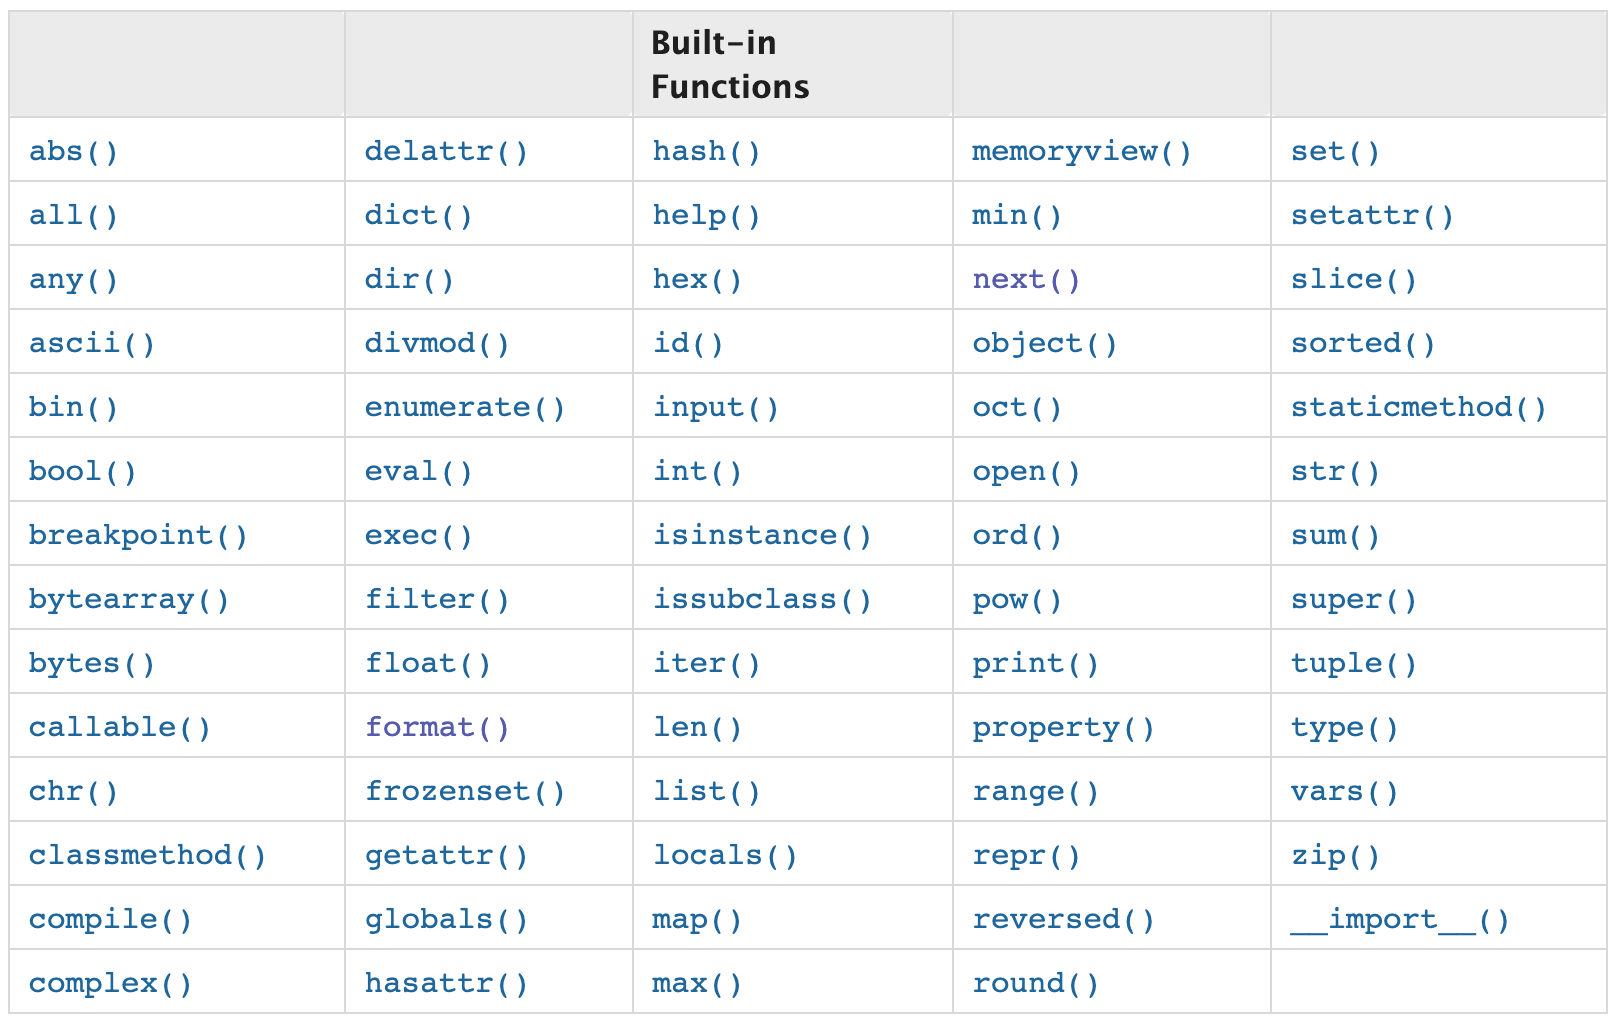 Built-in
Functions
abs() delattr() hash() memoryview() set()
all() dict() help() min() setattr()
any() dir() hex() next() slice()
ascii() divmod() id() object() sorted()
bin() enumerate() input() oct() staticmethod()
bool() eval() int() open() str()
breakpoint() exec() isinstance() ord() sum()
bytearray() filter() issubclass() pow() super()
bytes() float() iter() print() tuple()
callable() format() len() property() type()
chr() frozenset() list() range() vars()
classmethod() getattr() locals() repr() zip()
compile() globals() map() reversed() __import__()
complex() hasattr() max() round()